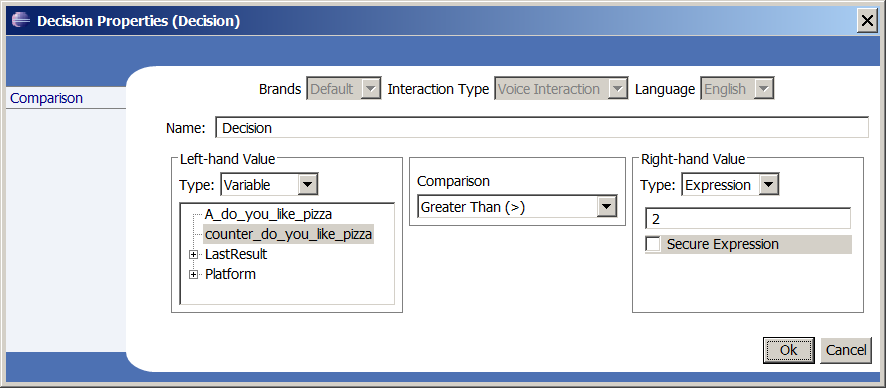 Decision Properties (Decision)
Comparison
Brands Default Interaction Type Voice Interaction Language English
Name: Decision
Left-hand Value
Type: Variable
A_do_you_like_pizza
counter_do_you_like_pizza
LastResult
Platform
Comparison
Greater Than (>)
Right-hand Value
Type: Expression
2
Secure Expression
Ok Cancel